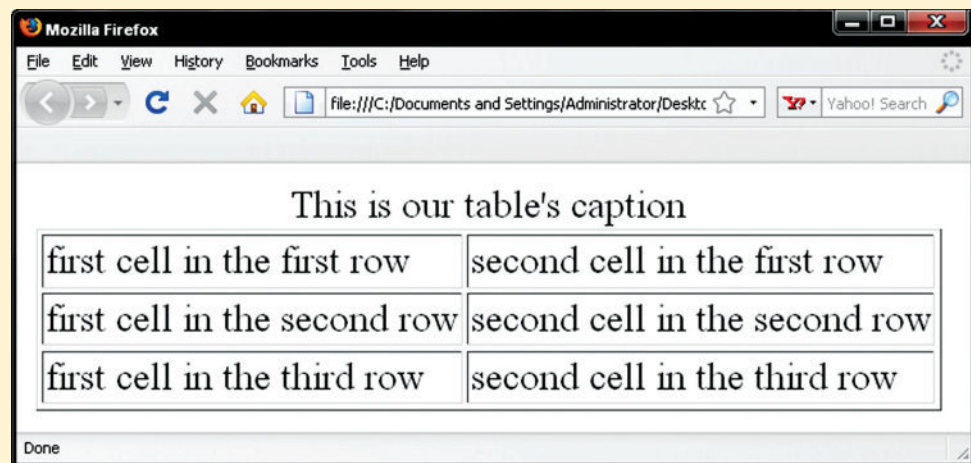 Mozilla Firefox
File Edit View History Bookmarks Tools Help
file:///C:/Documents and Settings/Administrator/Deskto Yahoo! Search
This is our table's caption
first cell in the first row second cell in the first row
first cell in the second row second cell in the second row
first cell in the third row second cell in the third row
Done